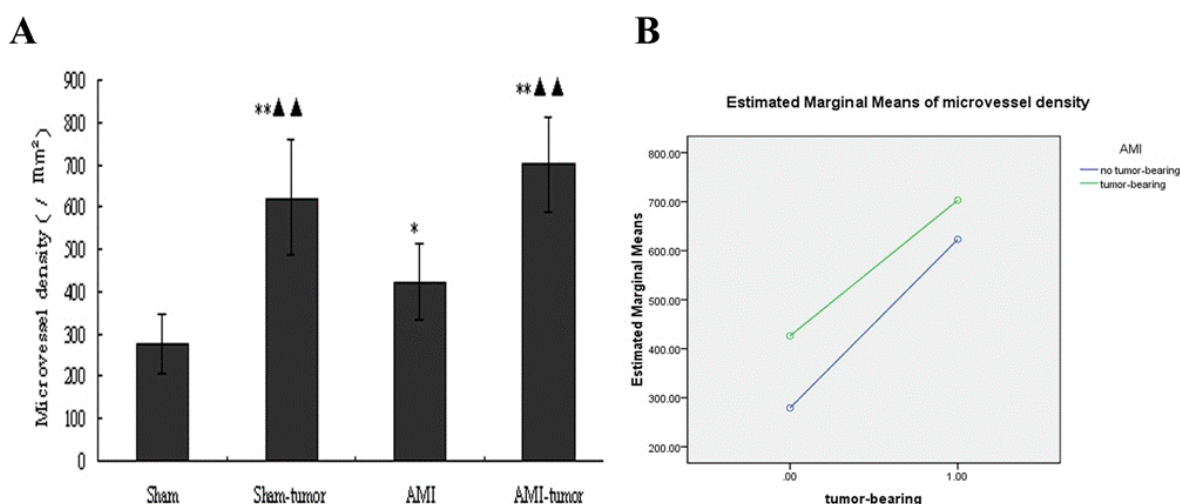 A
B
Microvessel density( / Mm²)
900
800
700
600
500
400
300
200
100
0
**▲▲
*
**▲▲
Sham
Sham-tumor
AMI
AMI-tumor
Estimated Marginal Means of microvessel density
Estimated Marginal Means
800.00
700.00
600.00
500.00
400.00
300.00
200.00
.00
1.00
tumor-bearing
AMI
no tumor-bearing
tumor-bearing